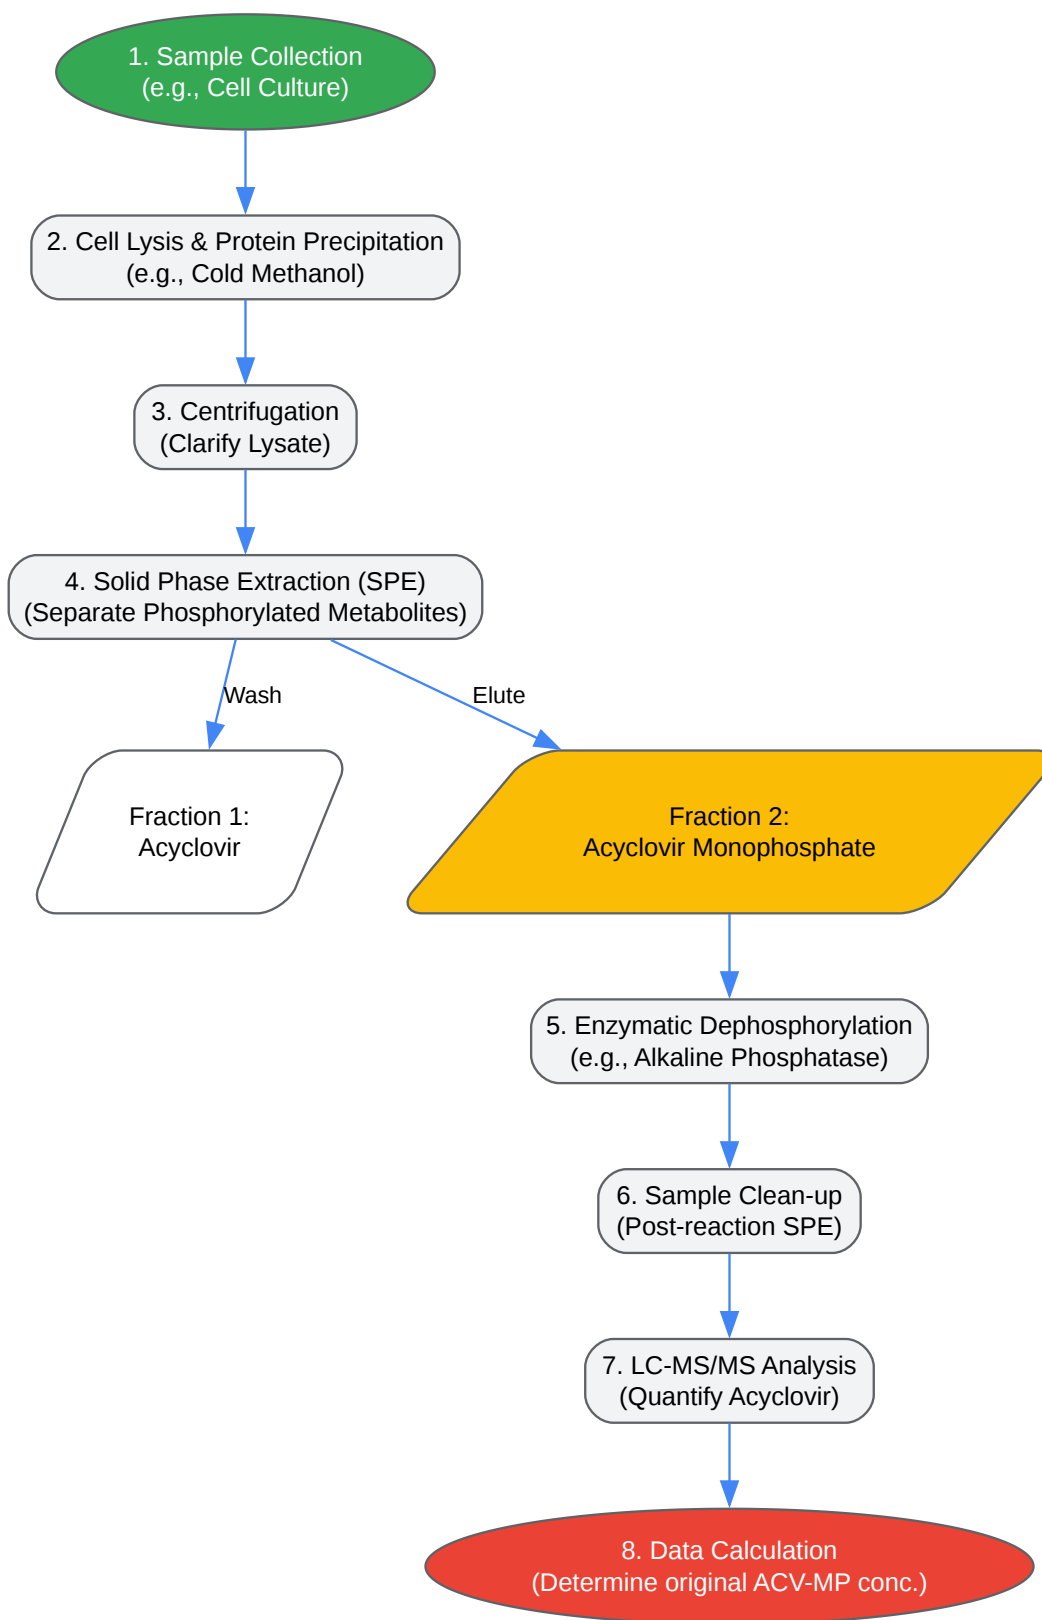 1. Sample Collection
(e.g., Cell Culture)
2. Cell Lysis & Protein Precipitation
(e.g., Cold Methanol)
3. Centrifugation
(Clarify Lysate)
4. Solid Phase Extraction (SPE)
(Separate Phosphorylated Metabolites)
Wash
Elute
Fraction 1:
Acyclovir
Fraction 2:
Acyclovir Monophosphate
5. Enzymatic Dephosphorylation
(e.g., Alkaline Phosphatase)
6. Sample Clean-up
(Post-reaction SPE)
7. LC-MS/MS Analysis
(Quantify Acyclovir)
8. Data Calculation
(Determine original ACV-MP conc.)